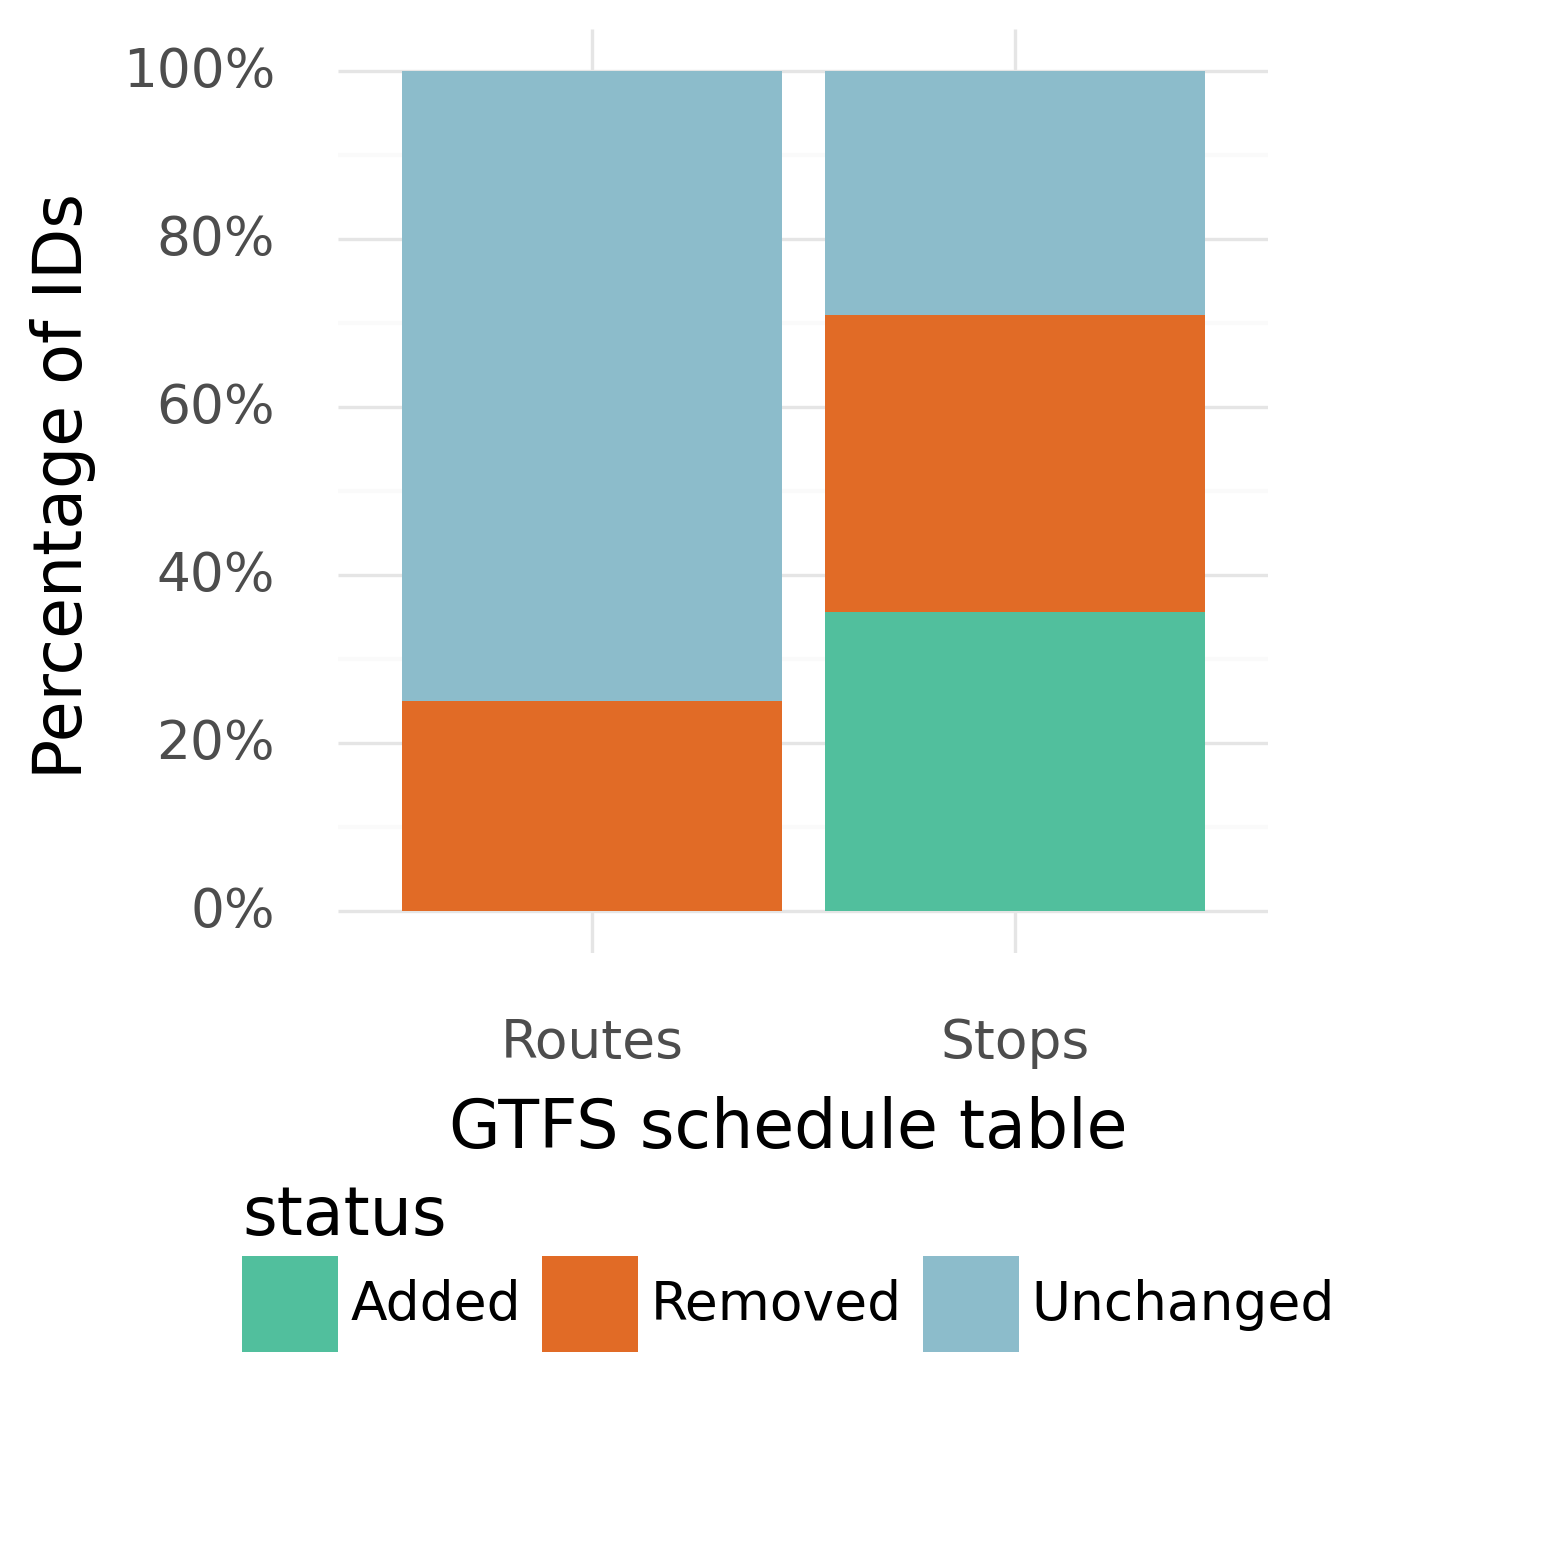 100%
80%
60%
40%
20%
0%
Percentage of IDs
Routes Stops
GTFS schedule table
status
Added Removed Unchanged